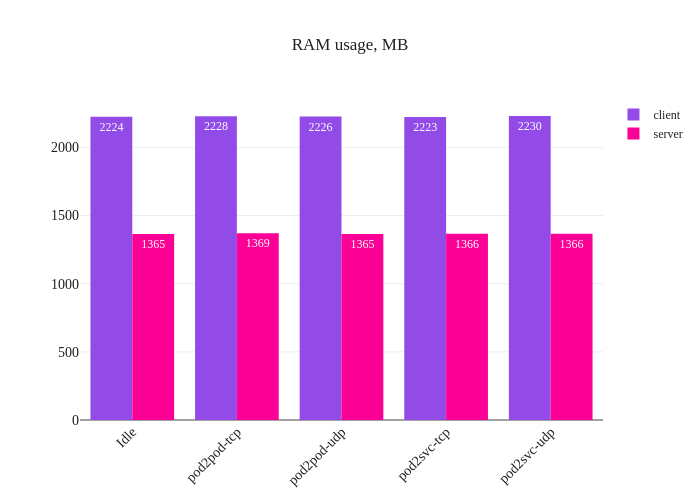 RAM usage, MB
client
server
2224
2228
2226
2223
2230
1365
1369
1365
1366
1366
2000
1500
1000
500
0
Idle
pod2pod-tcp
pod2pod-udp
pod2svc-tcp
pod2svc-udp